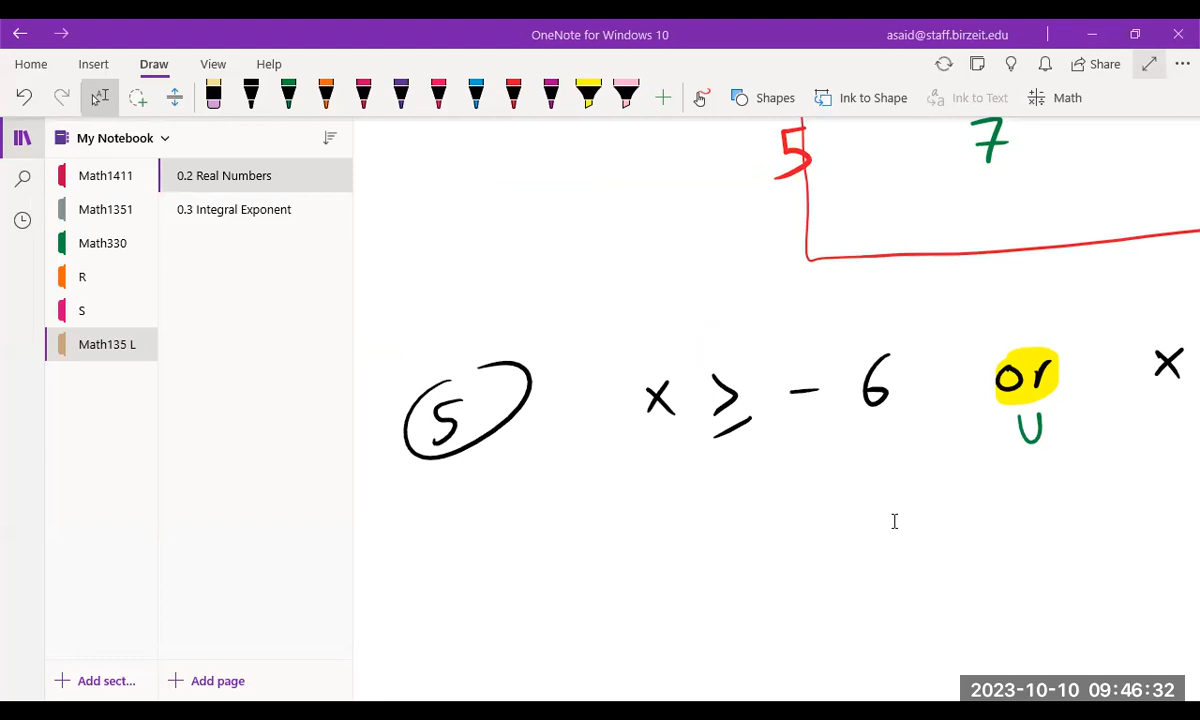 OneNote for Windows 10
asaid@staff.birzeit.edu
Home Insert Draw View Help
Share
Shapes Ink to Shape Ink to Text Math
My Notebook
Math1411
Math1351
Math330
R
S
Math135 L
0.2 Real Numbers
0.3 Integral Exponent
5 7
5 x ≥ - 6 or x
U
Add sect...
Add page
2023-10-10 09:46:32